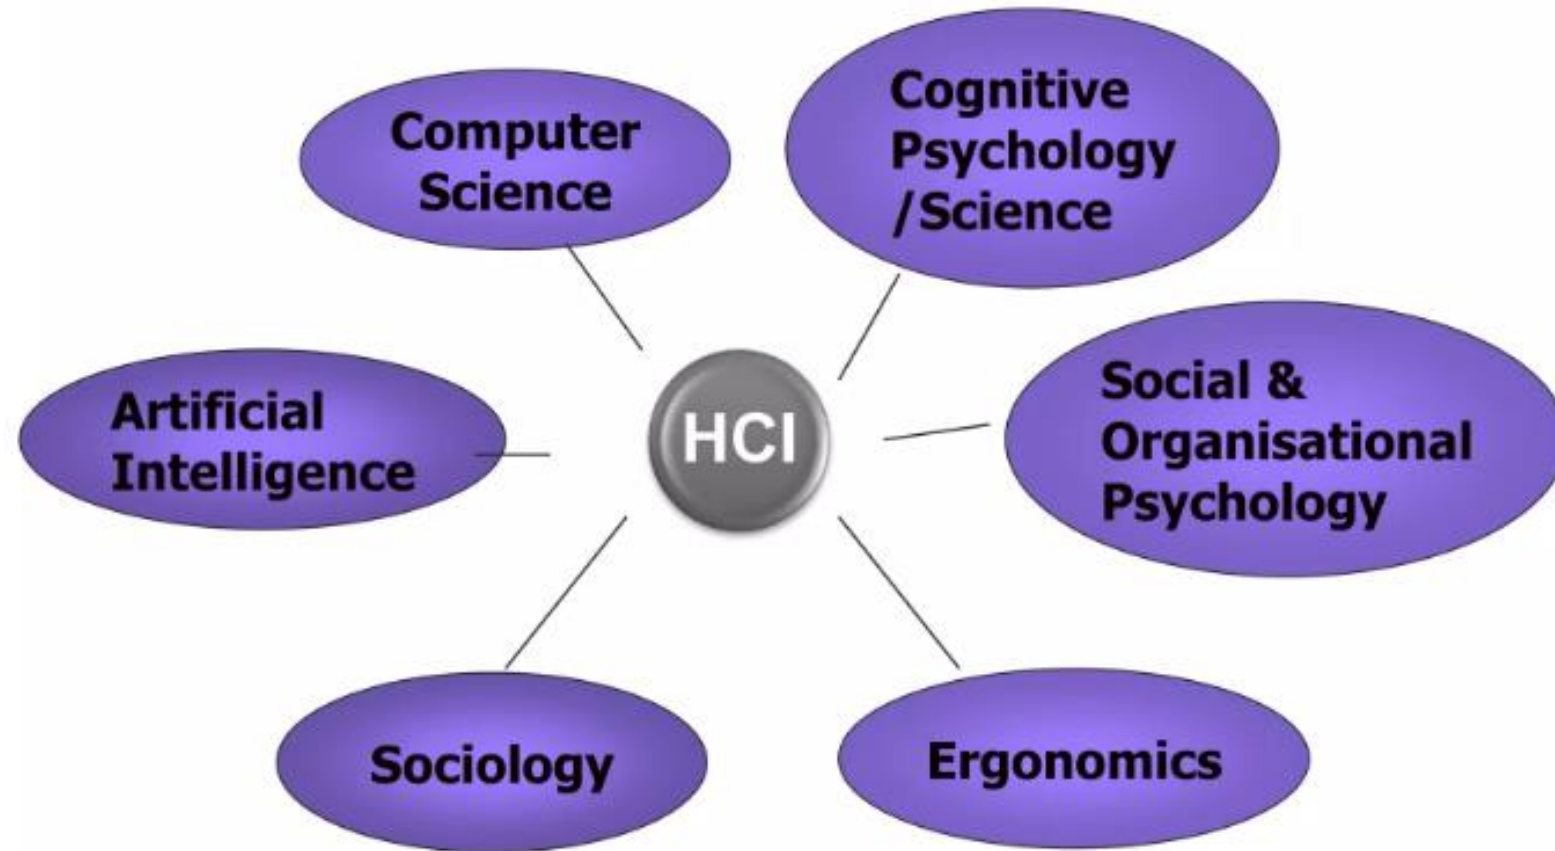 Computer
Science
Cognitive
Psychology
/Science
Artificial
Intelligence
HCI
Social &
Organisational
Psychology
Sociology
Ergonomics